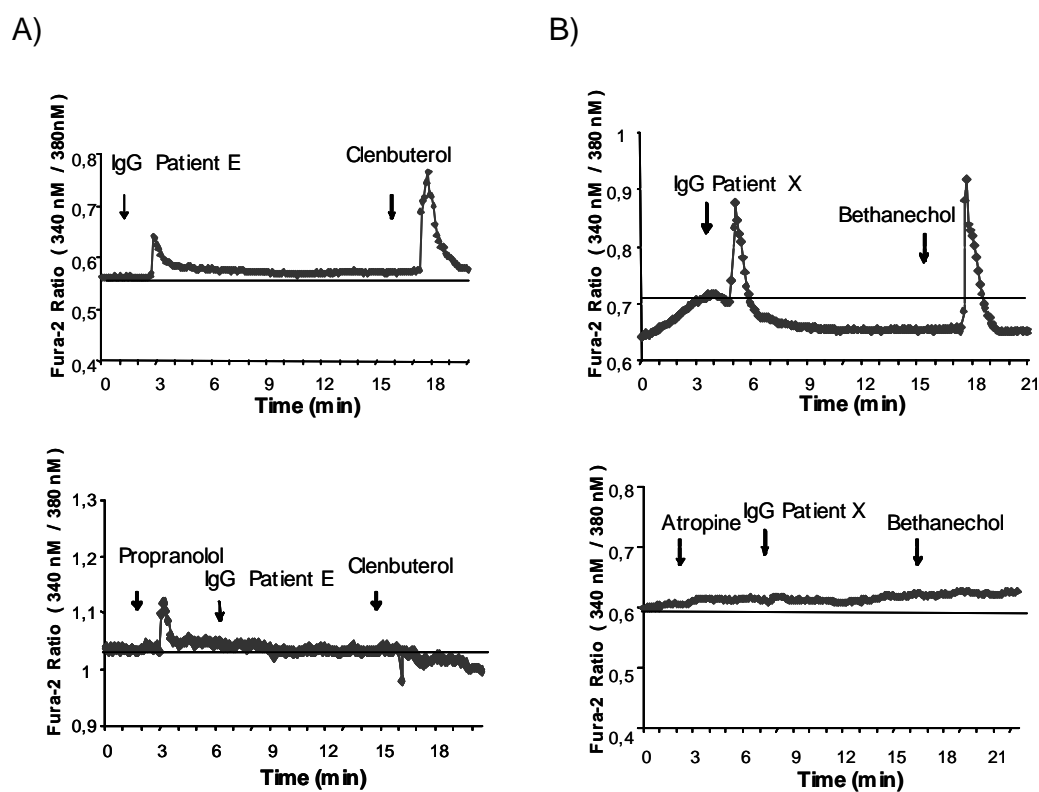 A)
B)
Fura-2 Ratio ( 340 nM / 380nM )
0,8
0,7
0,6
0,5
0,4
IgG Patient E
Clenbuterol
0 3 6 9 12 15 18
Time (min)
Fura-2 Ratio ( 340 nM / 380 nM)
1
0,9
0,8
0,7
0,6
IgG Patient X
Bethanechol
0 3 6 9 12 15 18 21
Time (min)
Fura-2 Ratio ( 340 nM / 380 nM )
1,3
1,2
1,1
1
0,9
Propranolol
IgG Patient E
Clenbuterol
0 3 6 9 12 15 18
Time (min)
Fura-2 Ratio ( 340 nM / 380 nM)
0,8
0,7
0,6
0,5
0,4
Atropine
IgG Patient X
Bethanechol
0 3 6 9 12 15 18 21
Time (min)